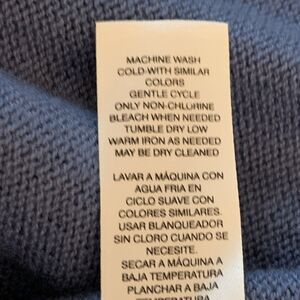 MACHINE WASH
COLD-WITH SIMILAR
COLORS
GENTLE CYCLE
ONLY NON-CHLORINE
BLEACH WHEN NEEDED
TUMBLE DRY LOW
WARM IRON AS NEEDED
MAY BE DRY CLEANED
LAVAR A MÁQUINA CON
AGUA FRIA EN
CICLO SUAVE CON
COLORES SIMILARES.
USAR BLANQUEADOR
SIN CLORO CUANDO SE
NECESITE.
SECAR A MÁQUINA A
BAJA TEMPERATURA
PLANCHAR A BAJA
TEMPERATURA